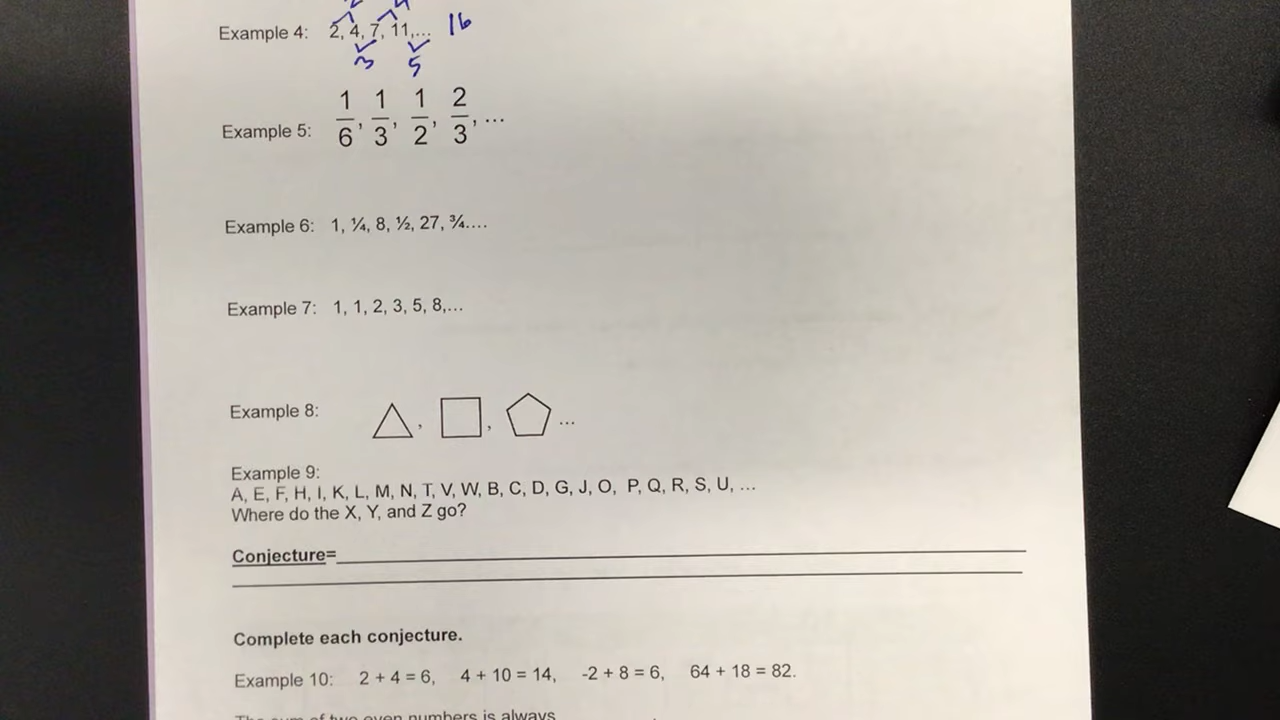 2 4
Example 4: 2, 4, 7, 11,... 16
3 5
Example 5: 1/6, 1/3, 1/2, 2/3, ...
Example 6: 1, ¼, 8, ½, 27, ¾....
Example 7: 1, 1, 2, 3, 5, 8,...
Example 8: , , ...
Example 9:
A, E, F, H, I, K, L, M, N, T, V, W, B, C, D, G, J, O, P, Q, R, S, U, ...
Where do the X, Y, and Z go?
Conjecture=
Complete each conjecture.
Example 10: 2 + 4 = 6, 4 + 10 = 14, -2 + 8 = 6, 64 + 18 = 82.
The sum of two even numbers is always